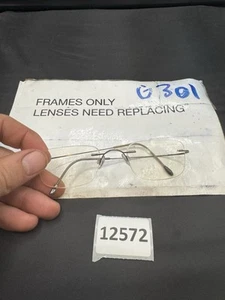 G301
FRAMES ONLY
LENSES NEED REPLACING
12572